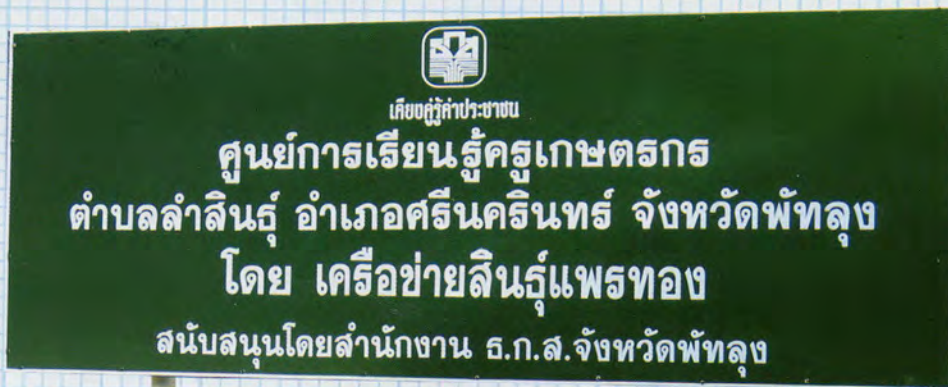 เคียงคู่รู้ค่าประชาชน
ศูนย์การเรียนรู้ครูเกษตรกร
ตำบลลำสินธุ์ อำเภอศรีนครินทร์ จังหวัดพัทลุง
โดย เครือข่ายสินธุ์แพรทอง
สนับสนุนโดยสำนักงาน ธ.ก.ส.จังหวัดพัทลุง